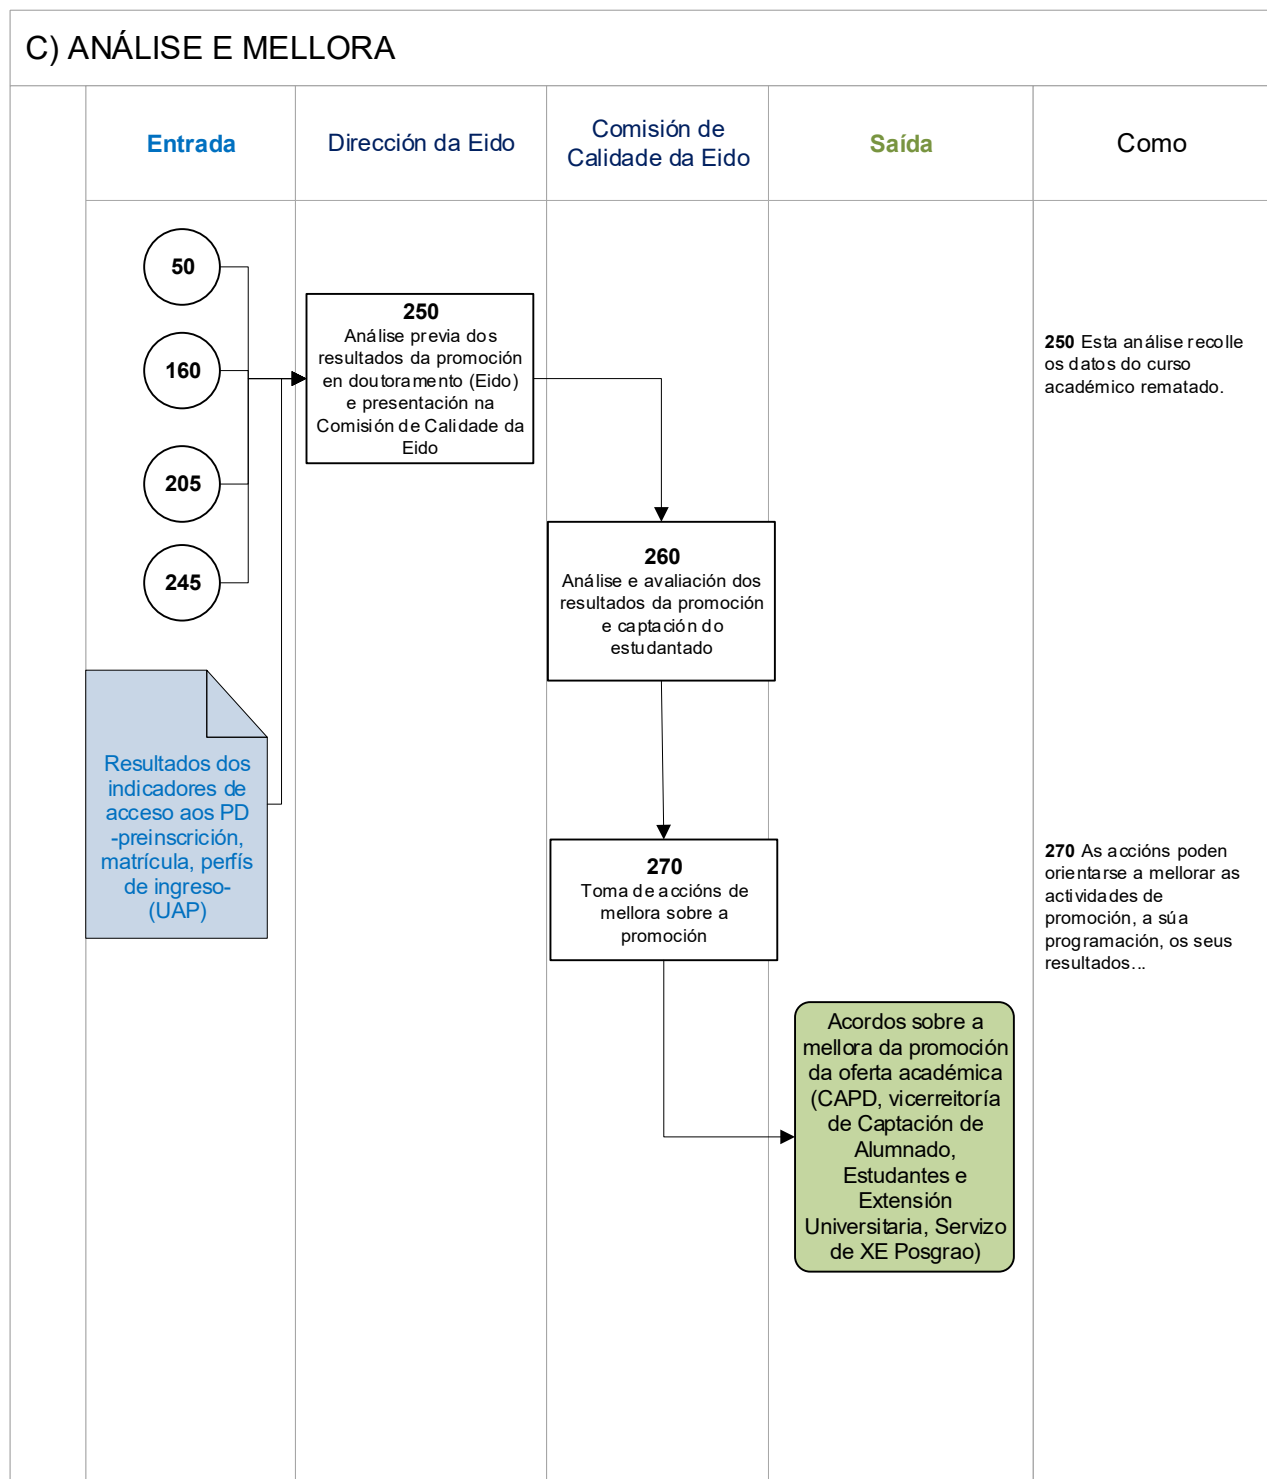 C) ANÁLISE E MELLORA
Entrada
Dirección da Eido
Comisión de
Calidade da Eido
Saída
Como
50
160
205
245
Resultados dos
indicadores de
acceso aos PD
-preinscrición,
matrícula, perfís
de ingreso-
(UAP)
250
Análise previa dos
resultados da promoción
en doutoramento (Eido)
e presentación na
Comisión de Calidade da
Eido
260
Análise e avaliación dos
resultados da promoción
e captación do
estudantado
270
Toma de accións de
mellora sobre a
promoción
Acordos sobre a
mellora da promoción
da oferta académica
(CAPD, vicerreitoría
de Captación de
Alumnado,
Estudantes e
Extensión
Universitaria, Servizo
de XE Posgrao)
250 Esta análise recolle
os datos do curso
académico rematado.
270 As accións poden
orientarse a mellorar as
actividades de
promoción, a súa
programación, os seus
resultados...